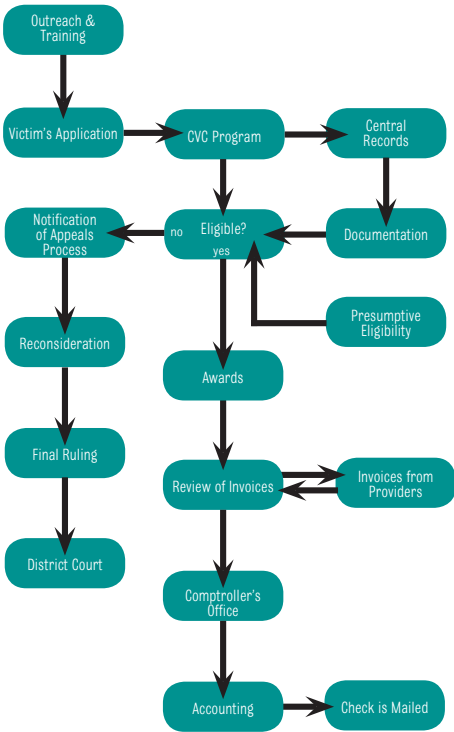 Outreach &
Training
Victim's Application
CVC Program
Central
Records
Notification
of Appeals
Process
no
Eligible?
yes
Documentation
Presumptive
Eligibility
Reconsideration
Awards
Final Ruling
Review of Invoices
Invoices from
Providers
District Court
Comptroller's
Office
Accounting
Check is Mailed